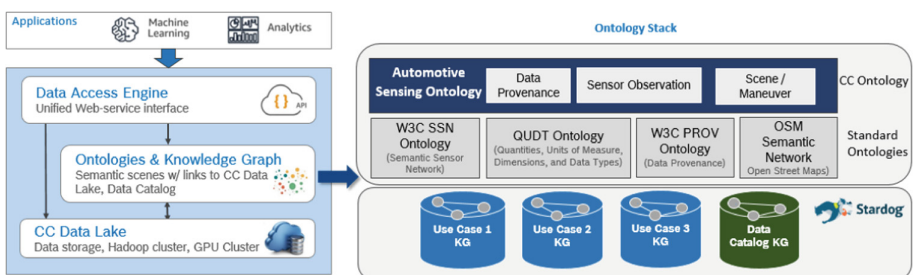 Applications
Machine
Learning
Analytics
Data Access Engine
Unified Web-service interface
{ } API
Ontologies & Knowledge Graph
Semantic scenes w/ links to CC Data
Lake, Data Catalog
CC Data Lake
Data storage, Hadoop cluster, GPU Cluster
Ontology Stack
Automotive
Sensing Ontology
Data
Provenance
Sensor Observation
Scene /
Maneuver
CC Ontology
W3C SSN
Ontology
(Semantic Sensor
Network)
QUDT Ontology
(Quantities, Units of Measure,
Dimensions, and Data Types)
W3C PROV
Ontology
(Data Provenance)
OSM
Semantic
Network
Open Street Maps)
Standard
Ontologies
Use Case 1
KG
Use Case 2
KG
Use Case 3
KG
Data
Catalog KG
Stardog